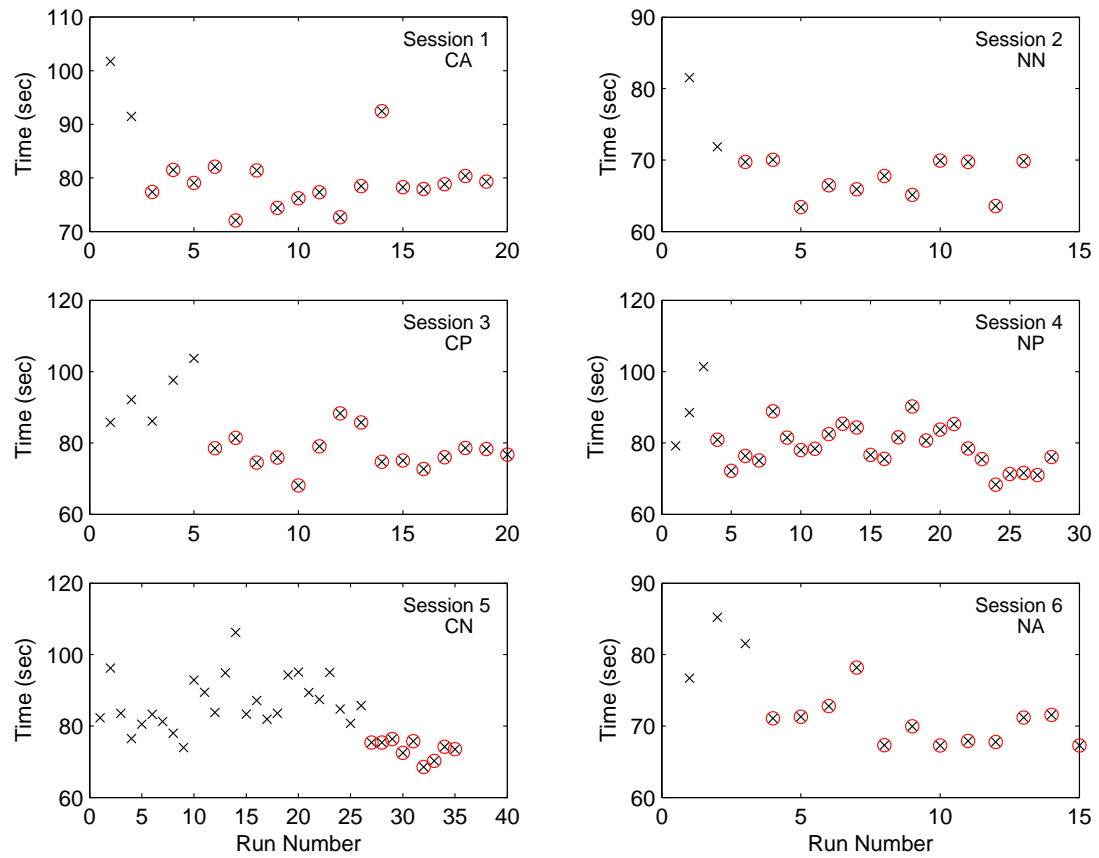 110
100
90
80
70
0
5
10
15
20
Time (sec)
Session 1
CA
90
80
70
60
0
5
10
15
Time (sec)
Session 2
NN
120
100
80
60
0
5
10
15
20
Time (sec)
Session 3
CP
120
100
80
60
0
5
10
15
20
25
30
Time (sec)
Session 4
NP
120
100
80
60
0
5
10
15
20
25
30
35
40
Time (sec)
Session 5
CN
Run Number
90
80
70
60
0
5
10
15
Time (sec)
Session 6
NA
Run Number